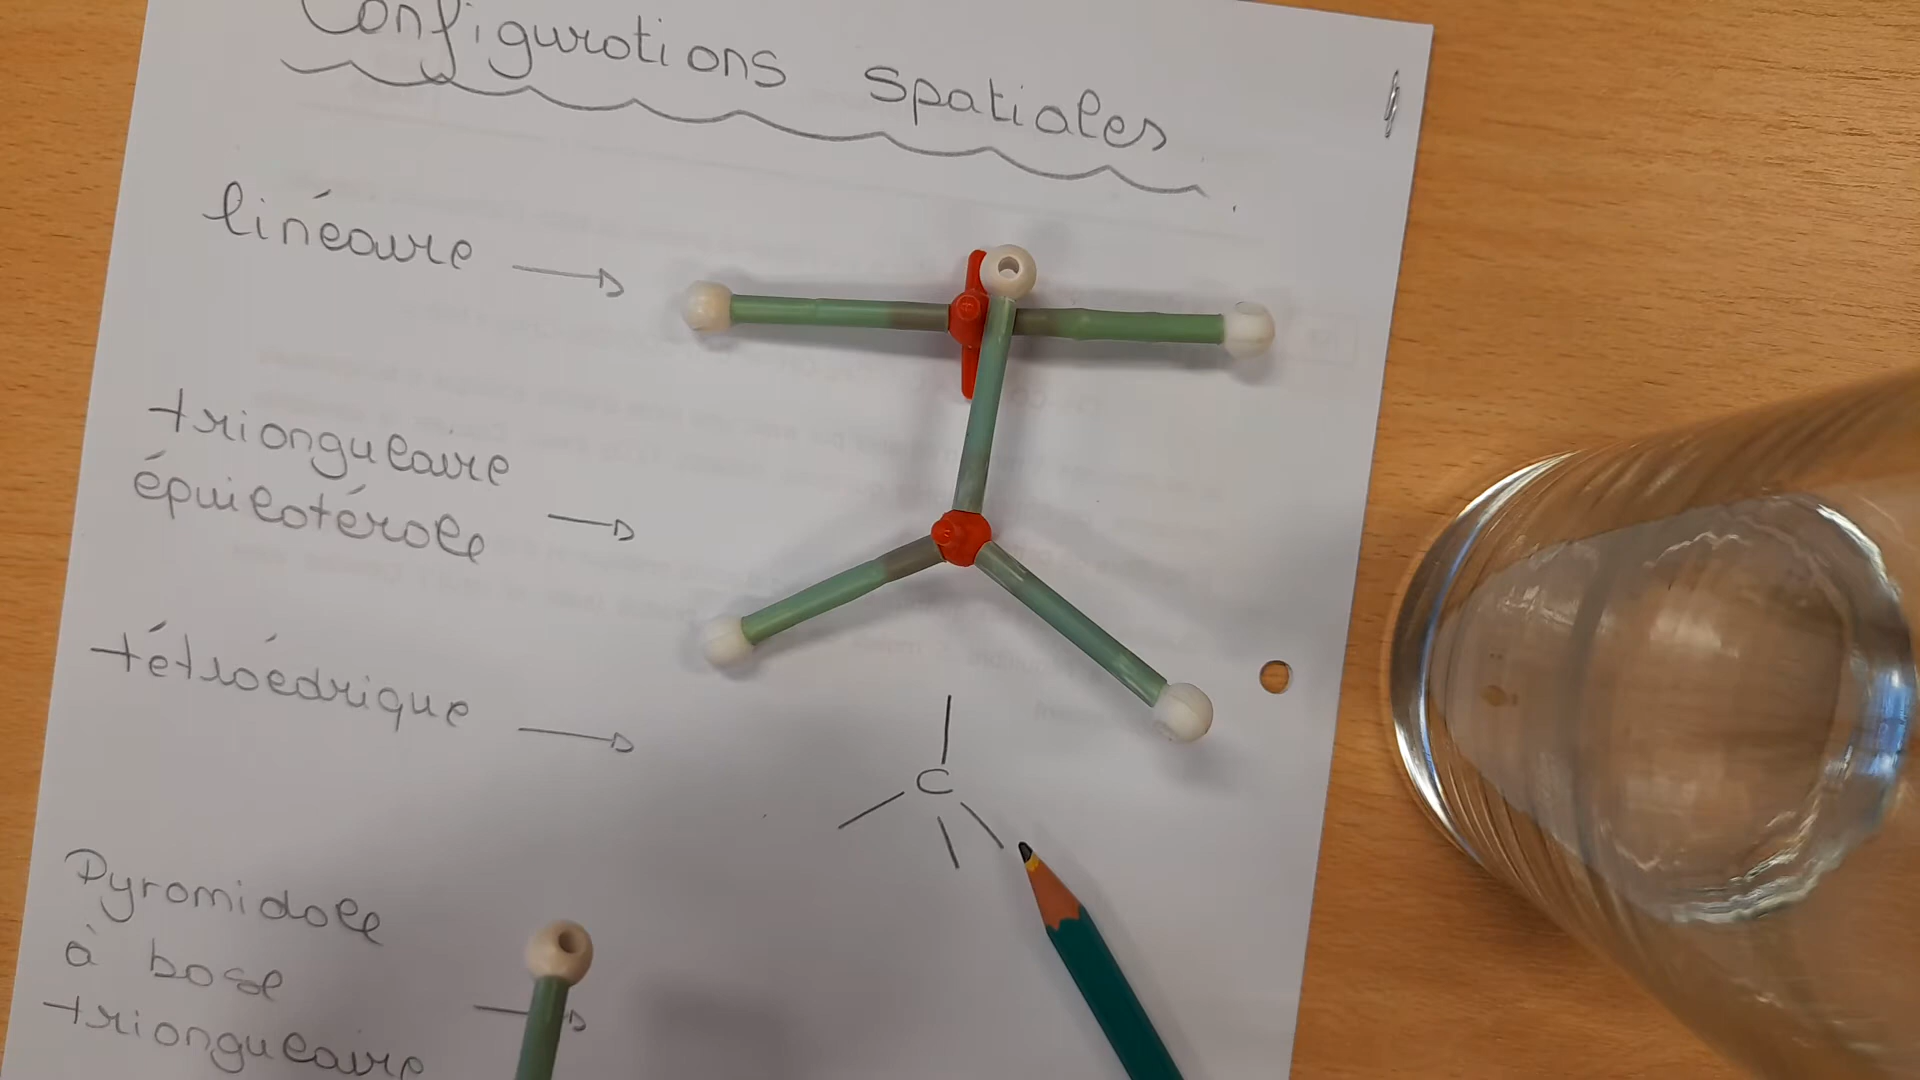 Configurations spatiales
linéaire
triangulaire
équilatérale
tétraédrique
C
Pyramidale
à base
triangulaire